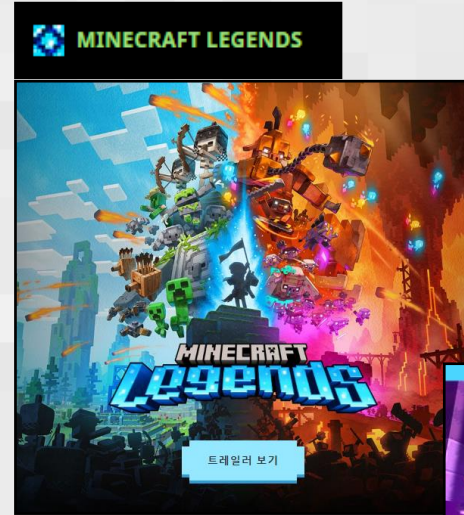 MINECRAFT LEGENDS
MINECRAFT
Legends
트레일러 보기